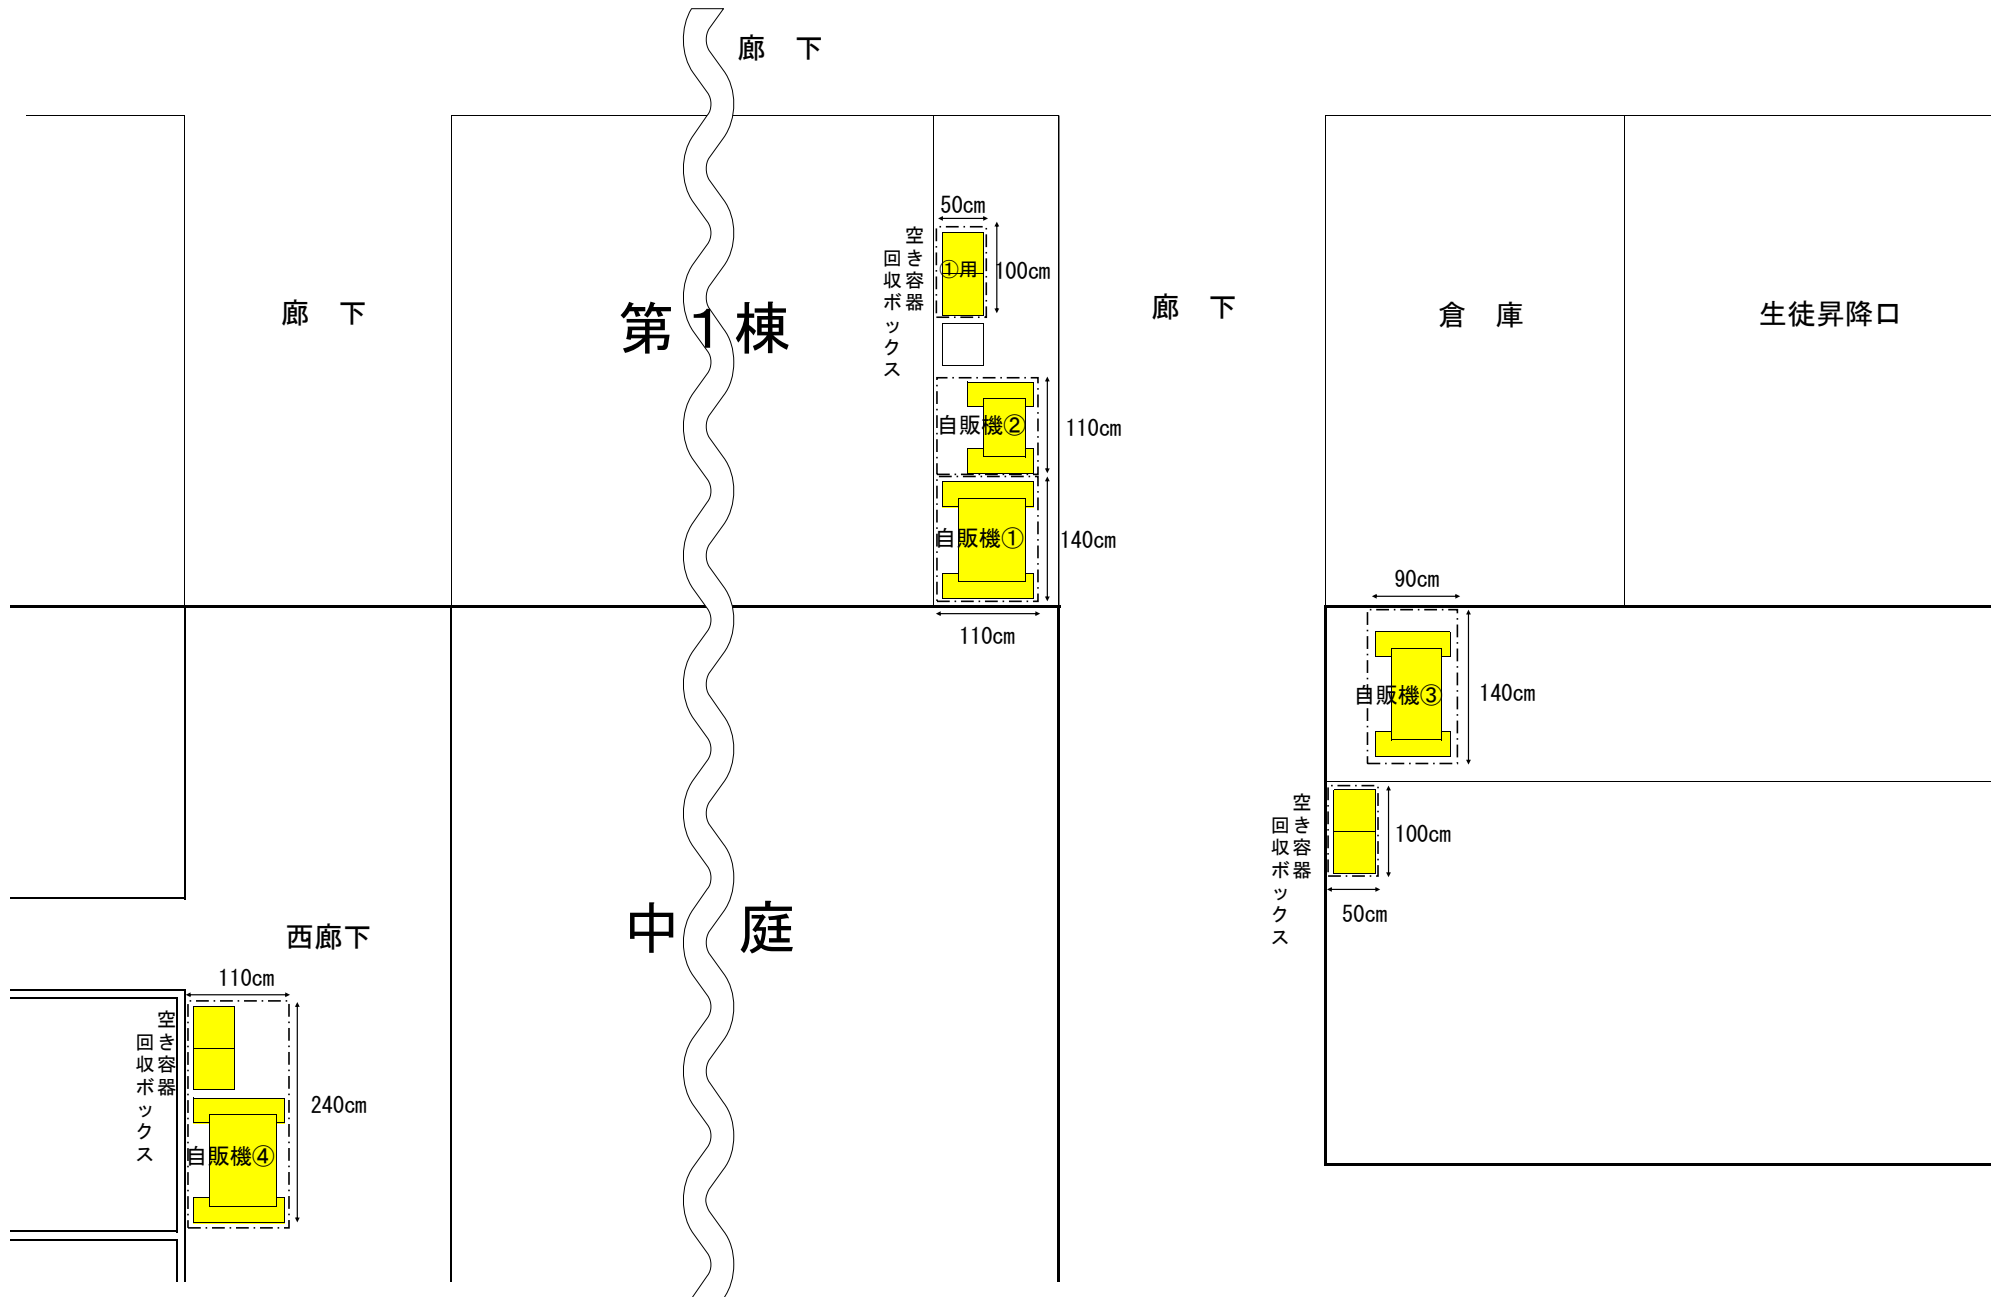 廊　下
50cm
空き容器
回収ボックス
①用
100cm
廊　下
第１棟
廊　下
倉　庫
生徒昇降口
自販機②
110cm
自販機①
140cm
110cm
90cm
自販機③
140cm
空き容器
回収ボックス
100cm
50cm
中　庭
西廊下
110cm
空き容器
回収ボックス
240cm
自販機④